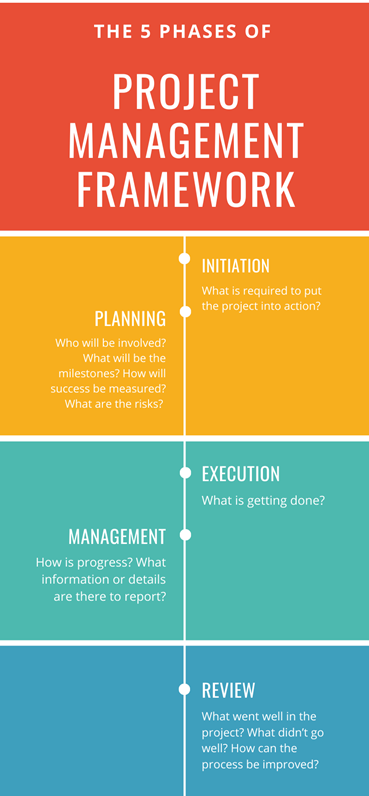 THE 5 PHASES OF
PROJECT
MANAGEMENT
FRAMEWORK
INITIATION
What is required to put
the project into action?
PLANNING
Who will be involved?
What will be the
milestones? How will
success be measured?
What are the risks?
EXECUTION
What is getting done?
MANAGEMENT
How is progress? What
information or details
are there to report?
REVIEW
What went well in the
project? What didn't go
well? How can the
process be improved?